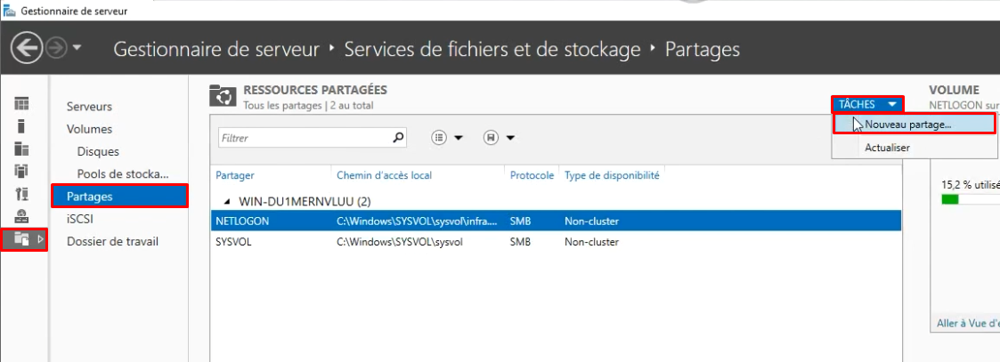 Gestionnaire de serveur
Gestionnaire de serveur ‣ Services de fichiers et de stockage ‣ Partages
Serveurs
Volumes
Disques
Pools de stocka...
Partages
iSCSI
Dossier de travail
RESSOURCES PARTAGÉES
Tous les partages | 2 au total
TÂCHES
Nouveau partage...
Actualiser
Filtrer
Partager Chemin d'accès local Protocole Type de disponibilité
WIN-DU1MERNVLUU (2)
NETLOGON C:\Windows\SYSVOL\sysvol\infra.... SMB Non-cluster
SYSVOL C:\Windows\SYSVOL\sysvol SMB Non-cluster
VOLUME
NETLOGON sur
15,2 % utilisé
Aller à Vue d'e